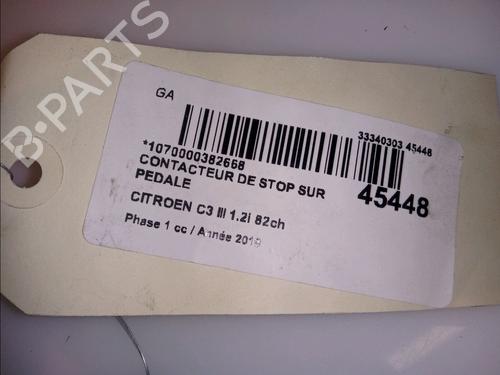 B-PARTS
GA
33340303 45448
*1070000382668
CONTACTEUR DE STOP SUR
PEDALE
45448
CITROEN C3 III 1.2i 82ch
Phase 1 cc / Année 2019